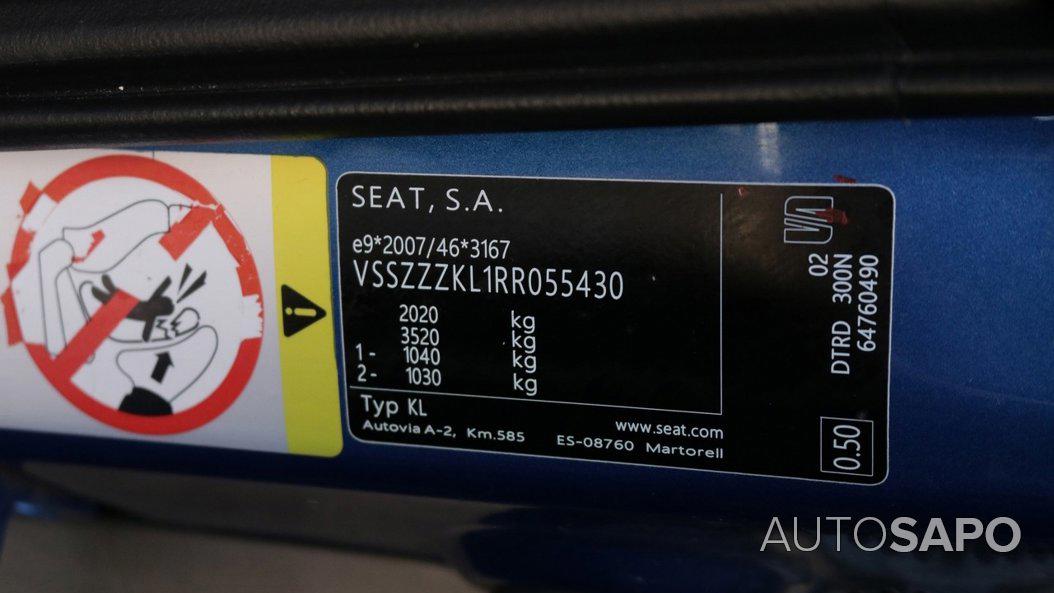 SEAT, S.A.
e9*2007/46*3167
VSSZZZKL1RR055430
2020 kg
3520 kg
1- 1040 kg
2- 1030 kg
Typ KL
www.seat.com
Autovia A-2, Km.585 ES-08760 Martorell
02
DTRD 300N
64760490
0.50
AUTOSAPO